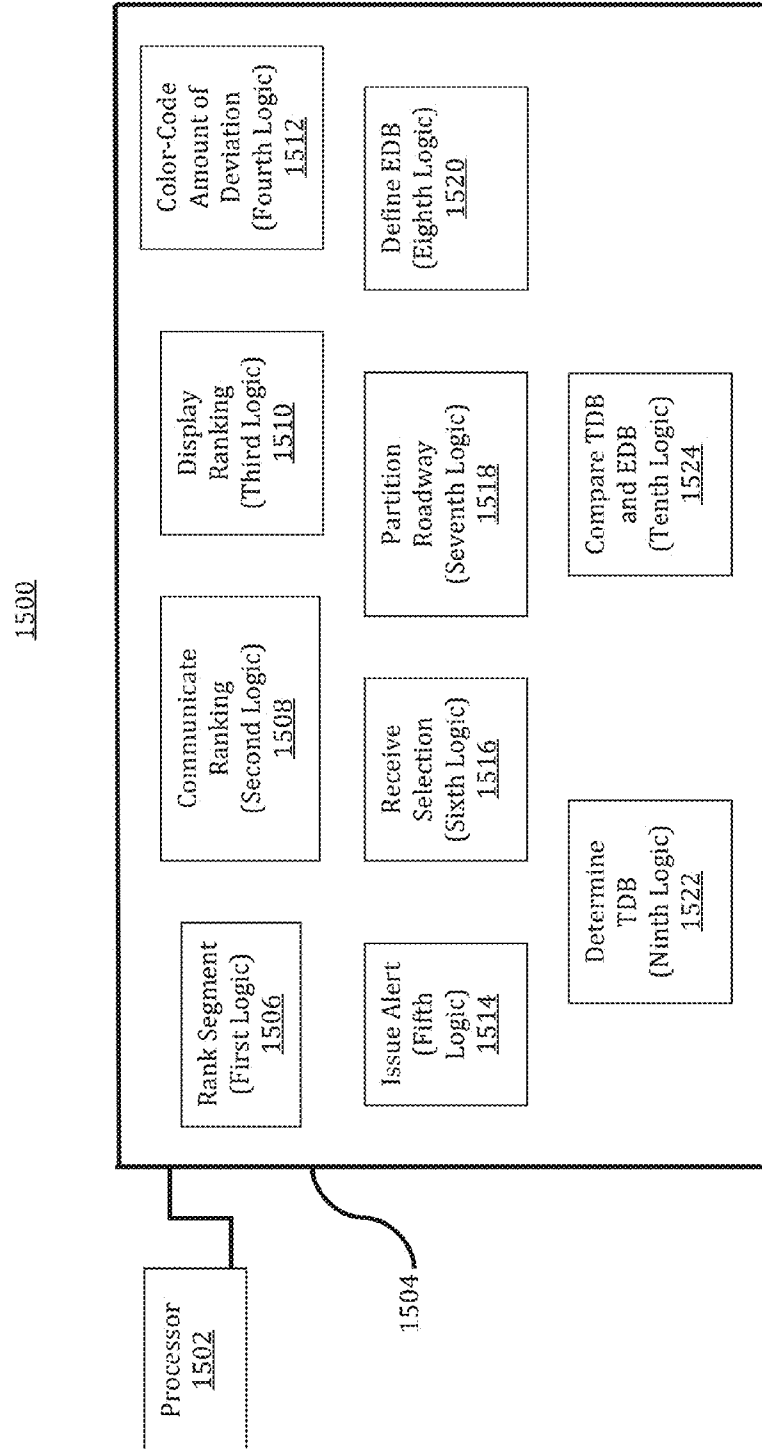 1500
Processor
1502
1504
Rank Segment
(First Logic)
1506
Communicate
Ranking
(Second Logic)
1508
Display
Ranking
(Third Logic)
1510
Color-Code
Amount of
Deviation
(Fourth Logic)
1512
Issue Alert
(Fifth
Logic)
1514
Receive
Selection
(Sixth Logic)
1516
Partition
Roadway
(Seventh Logic)
1518
Define EDB
(Eighth Logic)
1520
Determine
TDB
(Ninth Logic)
1522
Compare TDB
and EDB
(Tenth Logic)
1524